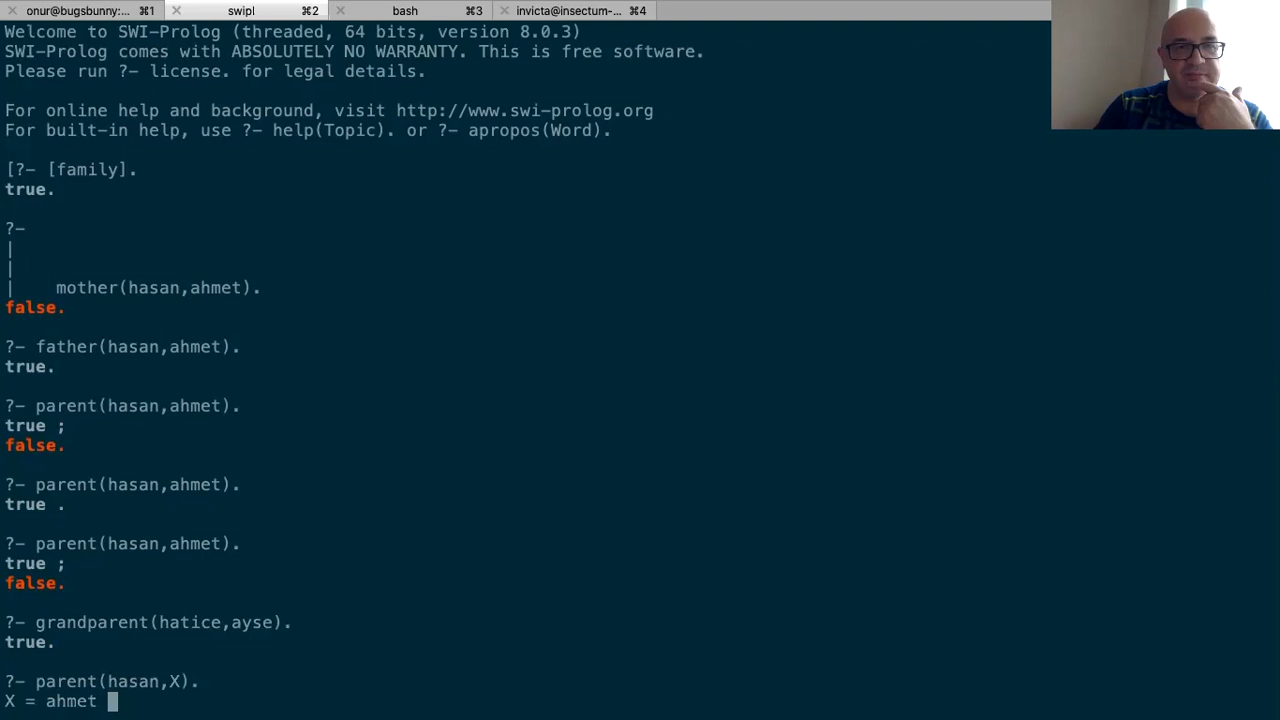 onur@bugsbunny:... ⌘1
swipl ⌘2
bash ⌘3
invicta@insectum-... ⌘4
Welcome to SWI-Prolog (threaded, 64 bits, version 8.0.3)
SWI-Prolog comes with ABSOLUTELY NO WARRANTY. This is free software.
Please run ?- license. for legal details.
For online help and background, visit http://www.swi-prolog.org
For built-in help, use ?- help(Topic). or ?- apropos(Word).
[?- [family].
true.
?-
|
|
|    mother(hasan,ahmet).
false.
?- father(hasan,ahmet).
true.
?- parent(hasan,ahmet).
true ;
false.
?- parent(hasan,ahmet).
true .
?- parent(hasan,ahmet).
true ;
false.
?- grandparent(hatice,ayse).
true.
?- parent(hasan,X).
X = ahmet